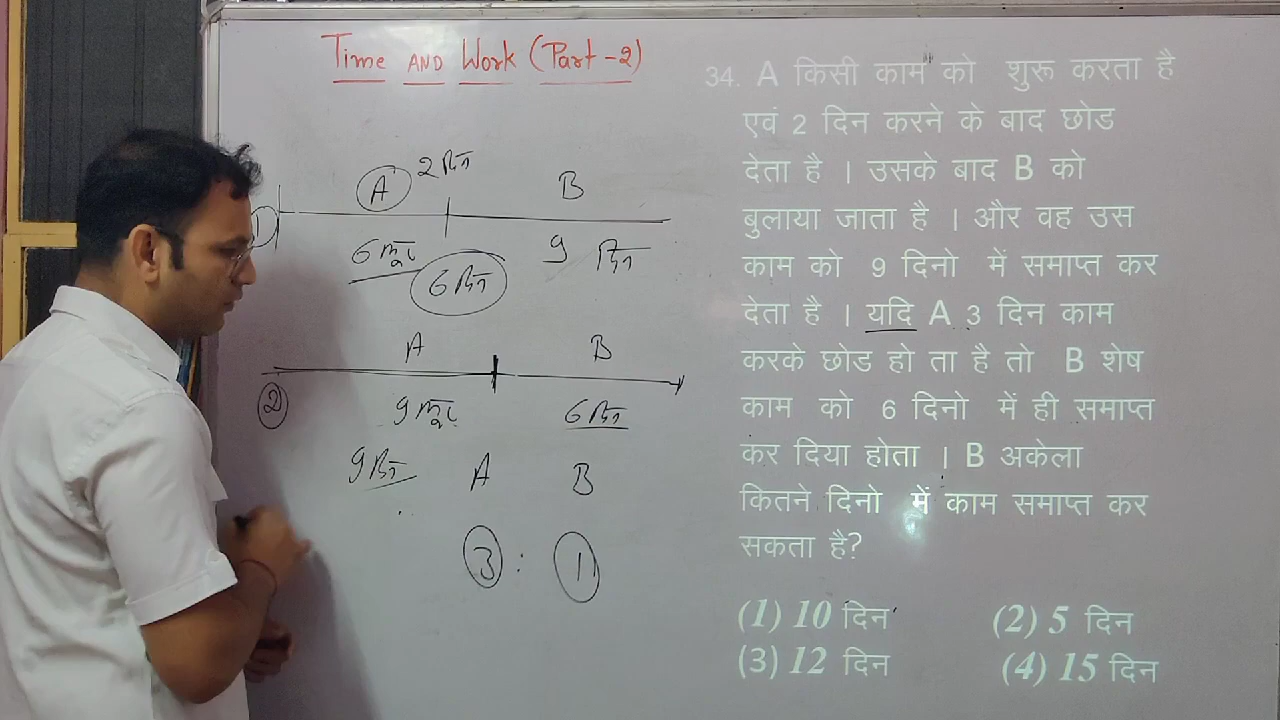 Time AND Work (Part-2)
A 2 दिन B
6 यूनिट 9 दिन
6 दिन
A B
2
9 यूनिट 6 दिन
9 दिन A B
3 : 1
34. A किसी काम को शुरू करता है
एवं 2 दिन करने के बाद छोड
देता है । उसके बाद B को
बुलाया जाता है । और वह उस
काम को 9 दिनो में समाप्त कर
देता है । यदि A 3 दिन काम
करके छोड हो ता है तो B शेष
काम को 6 दिनो में ही समाप्त
कर दिया होता । B अकेला
कितने दिनो में काम समाप्त कर
सकता है?
(1) 10 दिन (2) 5 दिन
(3) 12 दिन (4) 15 दिन